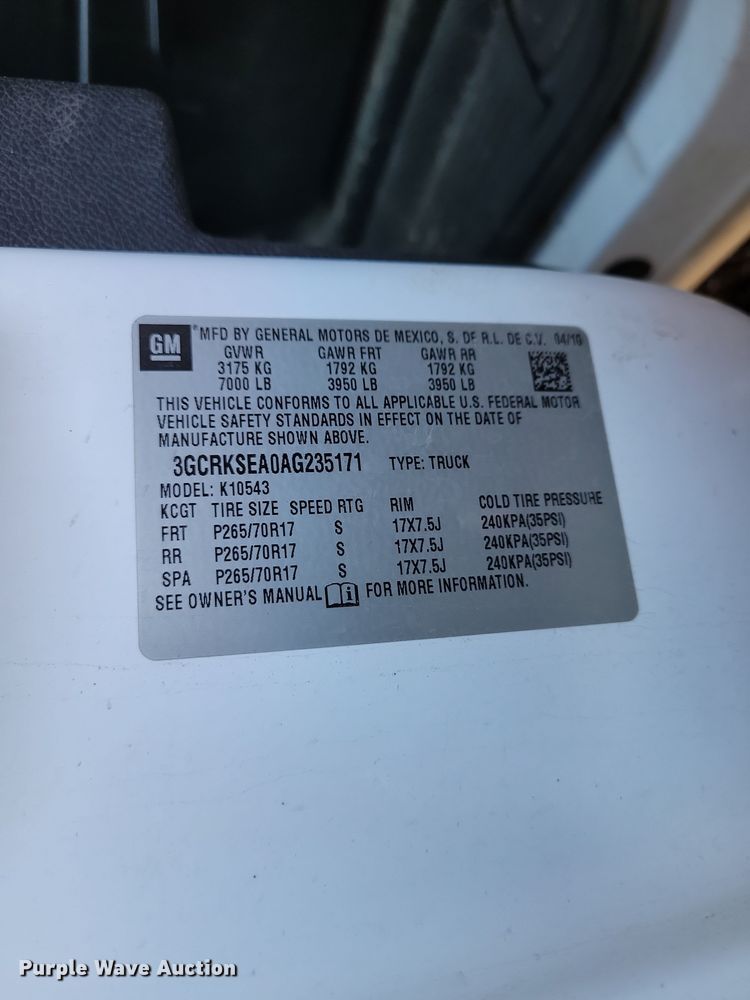 GM
MFD BY GENERAL MOTORS DE MEXICO, S. DE R.L. DE C.V. 04/10
GVWR GAWR FRT GAWR RR
3175 KG 1792 KG 1792 KG
7000 LB 3950 LB 3950 LB
THIS VEHICLE CONFORMS TO ALL APPLICABLE U.S. FEDERAL MOTOR
VEHICLE SAFETY STANDARDS IN EFFECT ON THE DATE OF
MANUFACTURE SHOWN ABOVE.
3GCRKSEA0AG235171 TYPE: TRUCK
MODEL: K10543
KCGT TIRE SIZE SPEED RTG RIM COLD TIRE PRESSURE
FRT P265/70R17 S 17X7.5J 240KPA(35PSI)
RR P265/70R17 S 17X7.5J 240KPA(35PSI)
SPA P265/70R17 S 17X7.5J 240KPA(35PSI)
SEE OWNER'S MANUAL i FOR MORE INFORMATION.
Purple Wave Auction